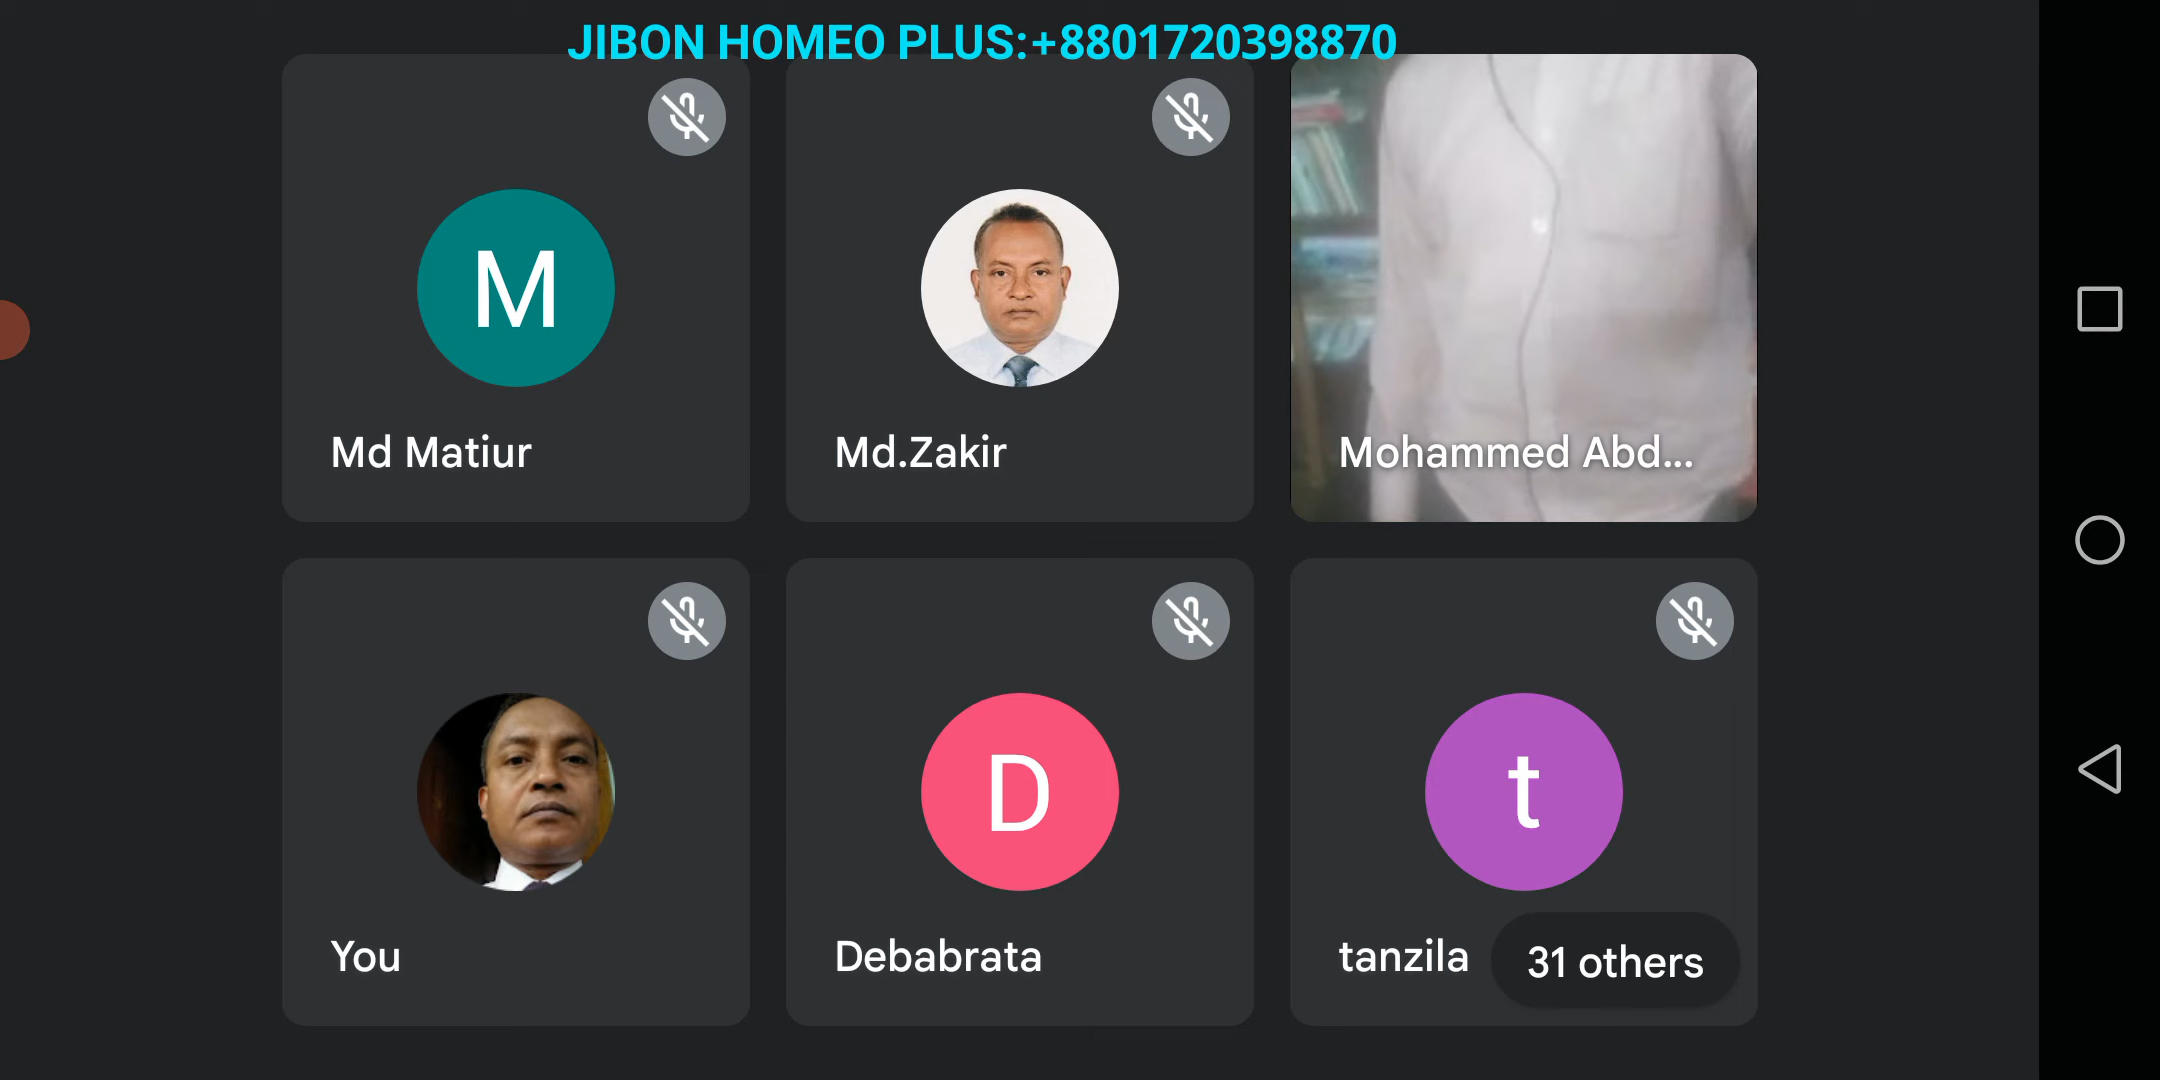 JIBON HOMEO PLUS:+8801720398870
M
Md Matiur
Md.Zakir
Mohammed Abd...
You
D
Debabrata
t
tanzila
31 others